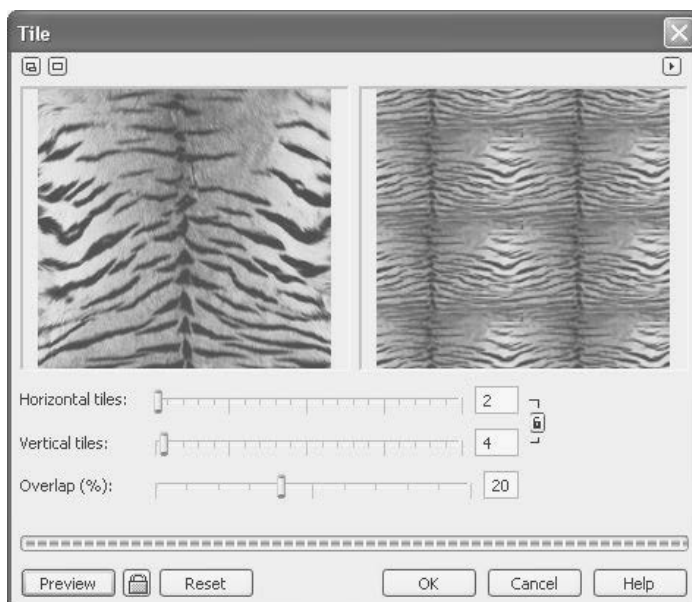 Tile
Horizontal tiles: 2
Vertical tiles: 4
Overlap (%): 20
Preview Reset OK Cancel Help